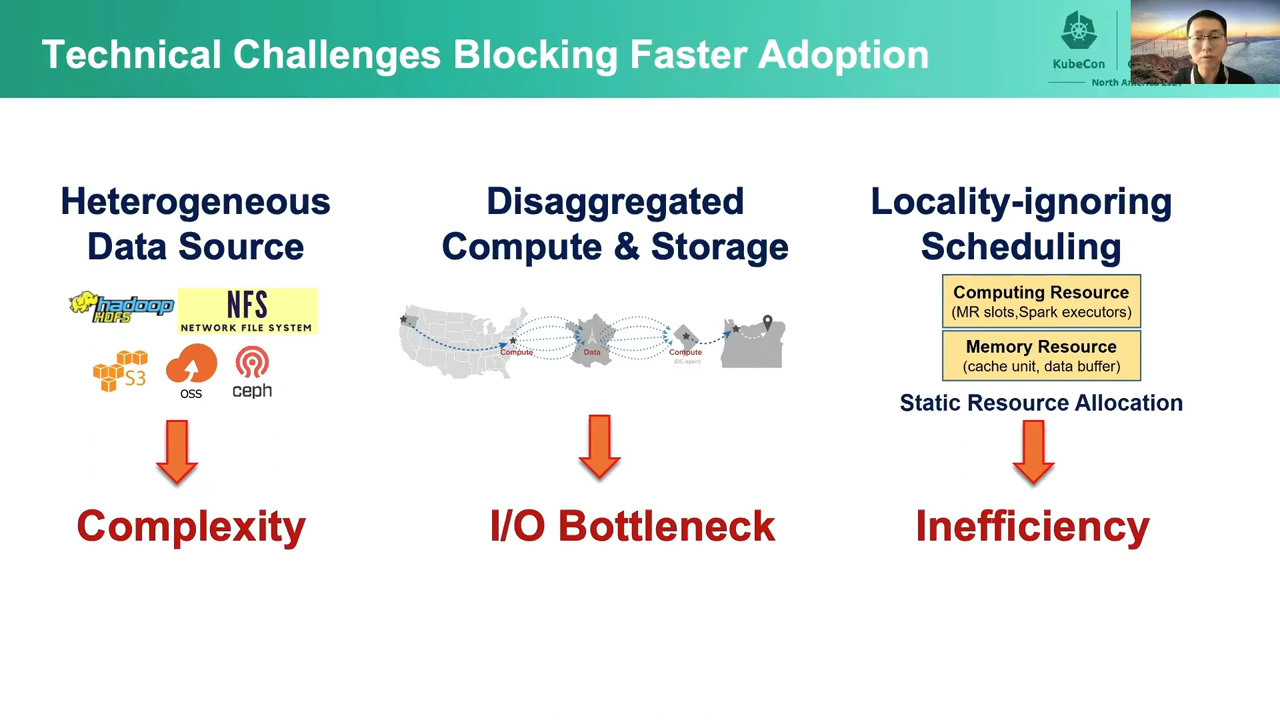 Technical Challenges Blocking Faster Adoption
KubeCon
North America 2021
Heterogeneous
Data Source
hadoop
HDFS
NFS
NETWORK FILE SYSTEM
S3
OSS
ceph
Complexity
Disaggregated
Compute & Storage
Compute
Data
Compute
(DC again)
I/O Bottleneck
Locality-ignoring
Scheduling
Computing Resource
(MR slots,Spark executors)
Memory Resource
(cache unit, data buffer)
Static Resource Allocation
Inefficiency